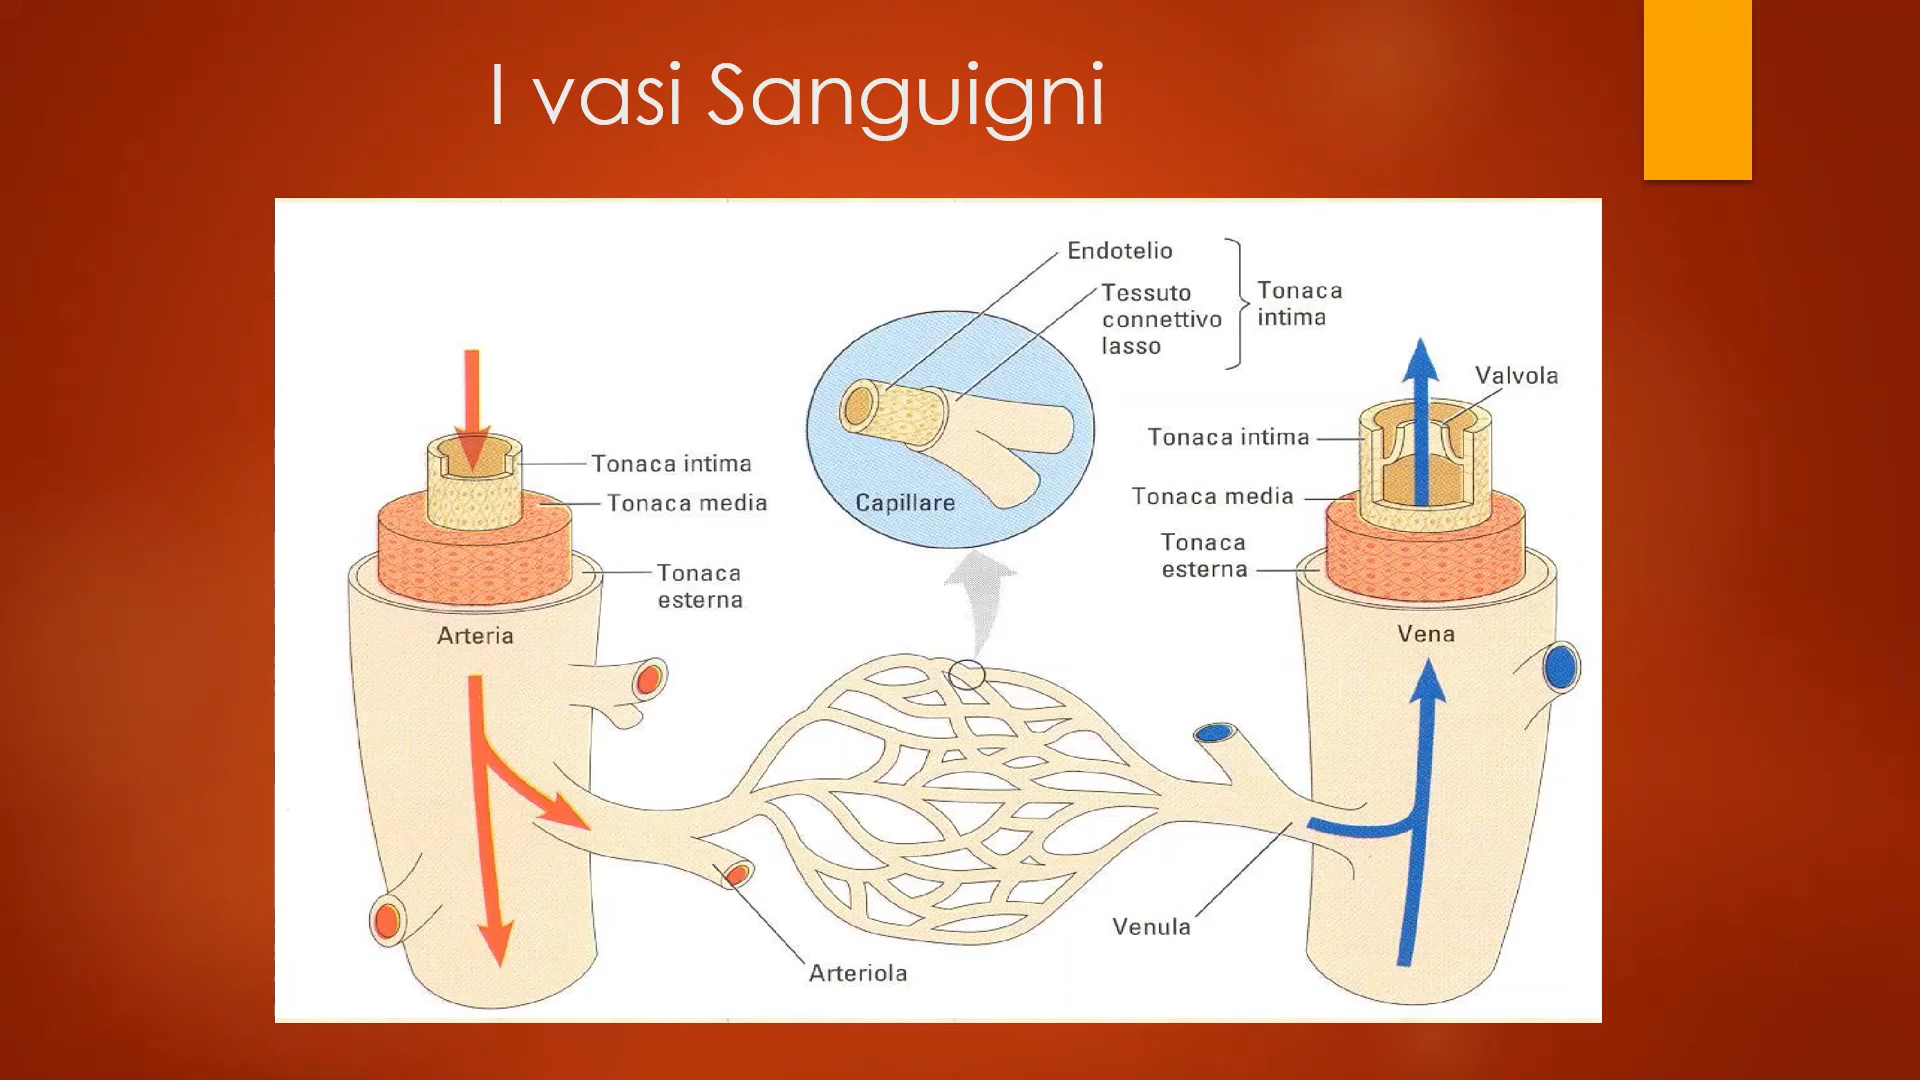 I vasi Sanguigni
Endotelio
Tessuto
connettivo
lasso
Tonaca
intima
Capillare
Tonaca intima
Tonaca media
Tonaca
esterna
Arteria
Arteriola
Valvola
Tonaca intima
Tonaca media
Tonaca
esterna
Vena
Venula